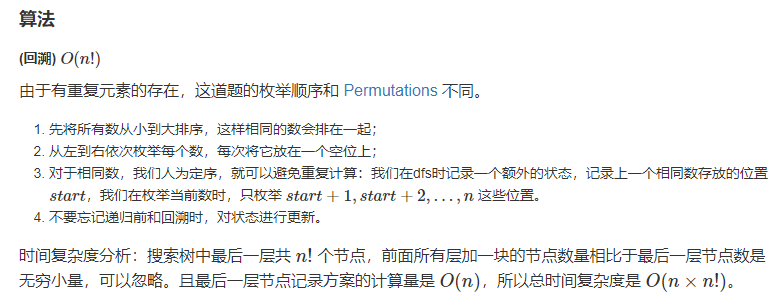 算法
(回溯) O(n!)
由于有重复元素的存在，这道题的枚举顺序和 Permutations 不同。
1. 先将所有数从小到大排序，这样相同的数会排在一起；
2. 从左到右依次枚举每个数，每次将它放在一个空位上；
3. 对于相同数，我们人为定序，就可以避免重复计算：我们在dfs时记录一个额外的状态，记录上一个相同数存放的位置
start，我们在枚举当前数时，只枚举 start + 1, start + 2, . . . , n 这些位置。
4. 不要忘记递归前和回溯时，对状态进行更新。
时间复杂度分析：搜索树中最后一层共 n! 个节点，前面所有层加一块的节点数量相比于最后一层节点数是
无穷小量，可以忽略。且最后一层节点记录方案的计算量是 O(n)，所以总时间复杂度是 O(n × n!)。